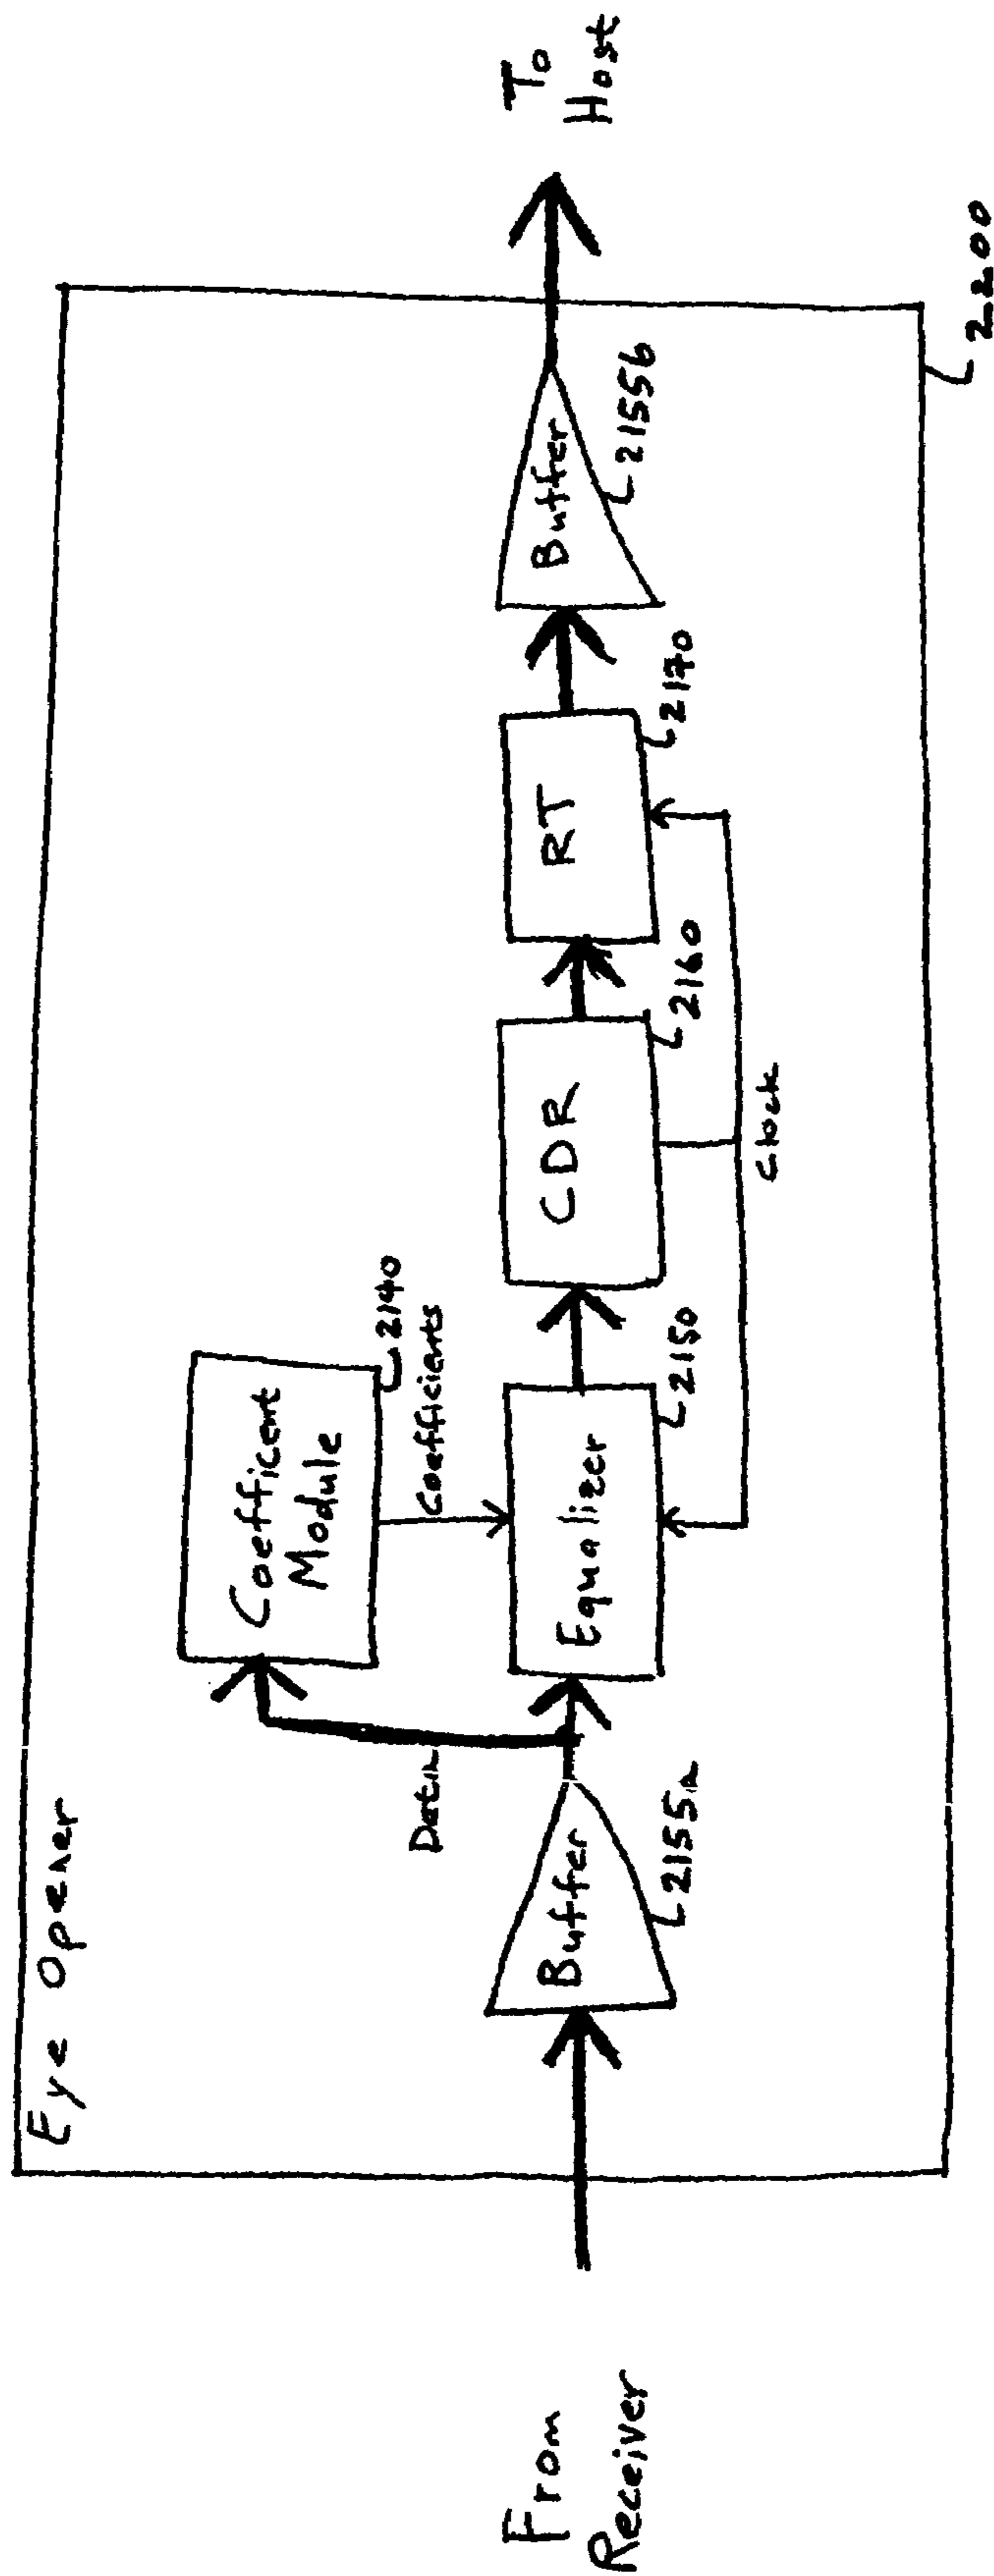 Eye Opener
From
Receiver
Buffer
2155a
Data
Coefficent
Module
2140
Coefficients
Equalizer
2150
CDR
2160
Clock
RT
2170
Buffer
2155b
To
Host
2200